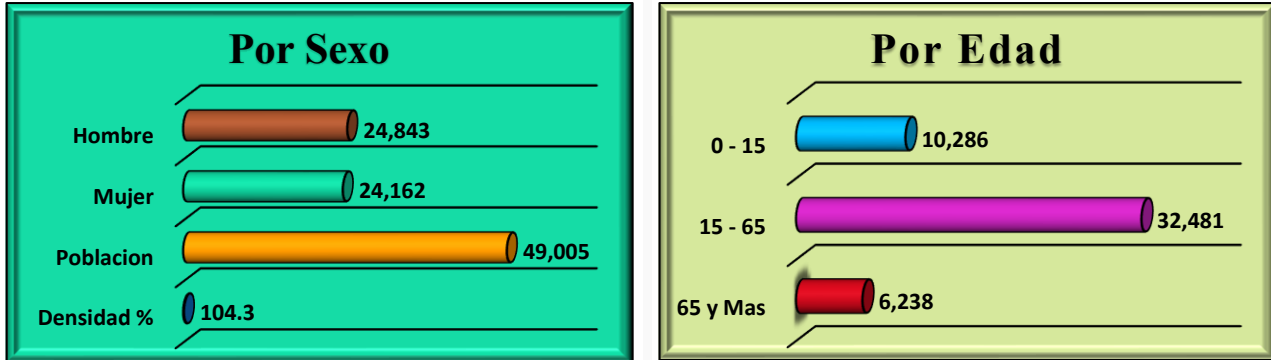 Por Sexo
Hombre 24,843
Mujer 24,162
Poblacion 49,005
Densidad % 104.3
Por Edad
0 - 15 10,286
15 - 65 32,481
65 y Mas 6,238